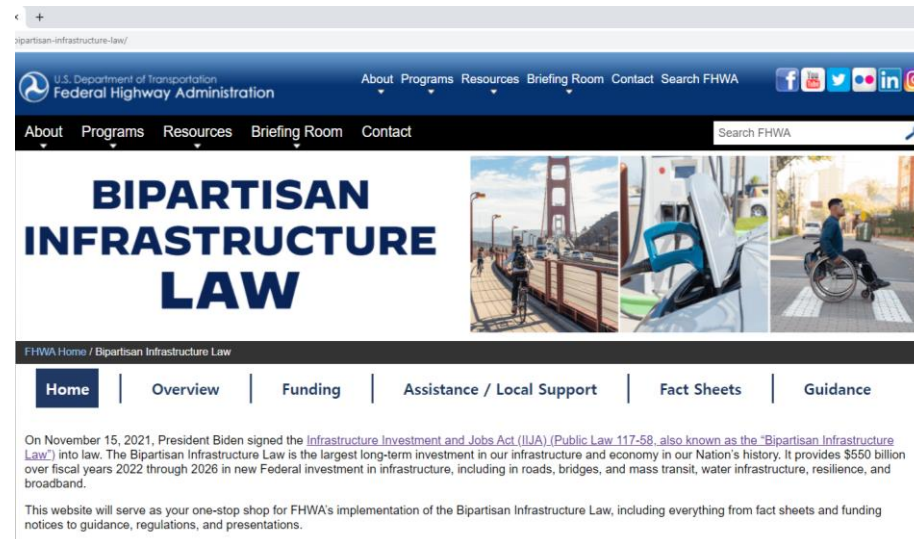 +
bipartisan-infrastructure-law/
U.S. Department of Transportation
Federal Highway Administration
About Programs Resources Briefing Room Contact Search FHWA
About Programs Resources Briefing Room Contact
Search FHWA
BIPARTISAN
INFRASTRUCTURE
LAW
FHWA Home / Bipartisan Infrastructure Law
Home Overview Funding Assistance / Local Support Fact Sheets Guidance
On November 15, 2021, President Biden signed the Infrastructure Investment and Jobs Act (IIJA) (Public Law 117-58, also known as the “Bipartisan Infrastructure
Law”) into law. The Bipartisan Infrastructure Law is the largest long-term investment in our infrastructure and economy in our Nation’s history. It provides $550 billion
over fiscal years 2022 through 2026 in new Federal investment in infrastructure, including in roads, bridges, and mass transit, water infrastructure, resilience, and
broadband.
This website will serve as your one-stop shop for FHWA's implementation of the Bipartisan Infrastructure Law, including everything from fact sheets and funding
notices to guidance, regulations, and presentations.